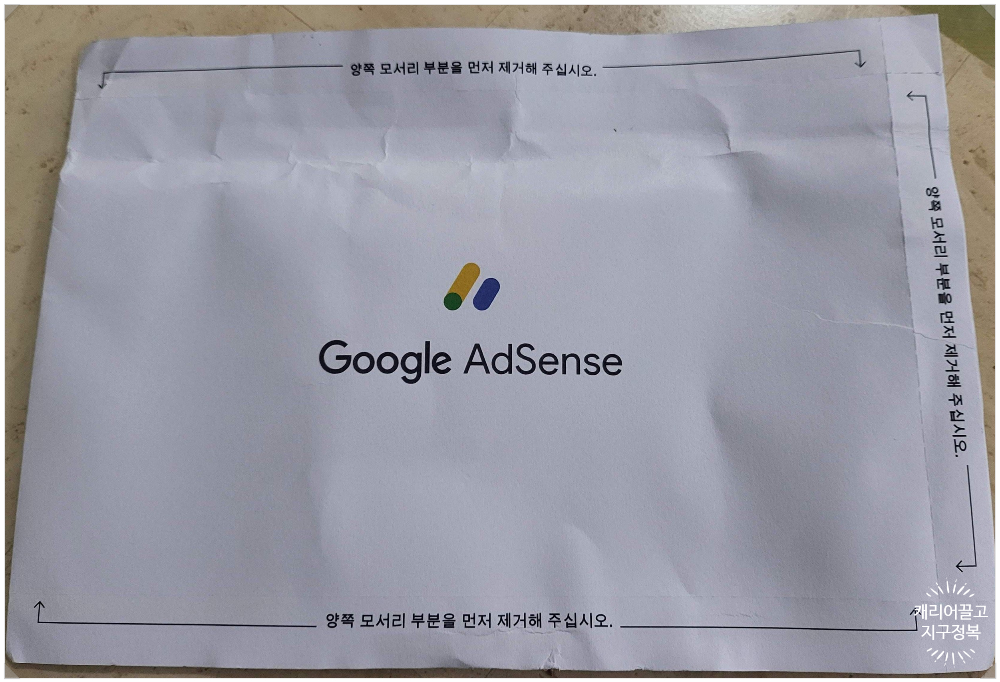 양쪽 모서리 부분을 먼저 제거해 주십시오.
양쪽 모서리 부분을 먼저 제거해 주십시오.
Google AdSense
양쪽 모서리 부분을 먼저 제거해 주십시오.
캐리어끌고
지구정복